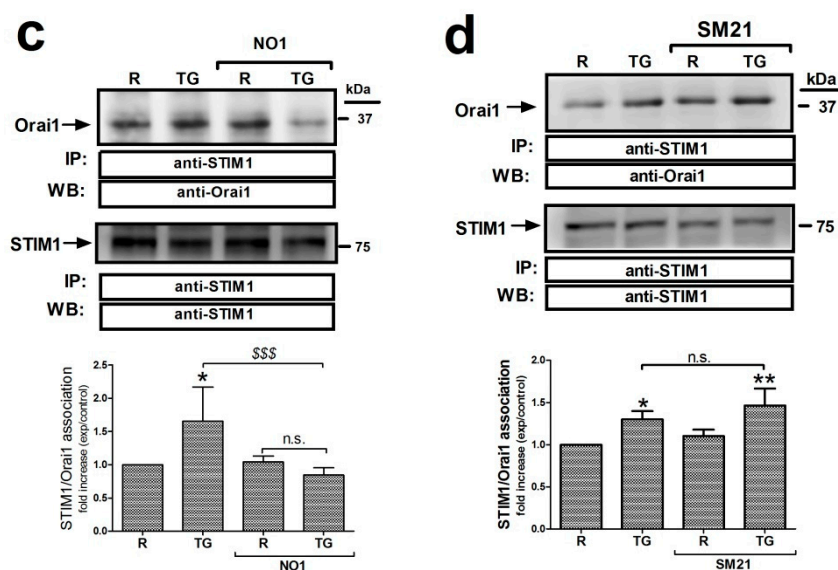 c
NO1
R TG R TG
kDa
Orai1
37
IP: anti-STIM1
WB: anti-Orai1
STIM1
75
IP: anti-STIM1
WB: anti-STIM1
STIM1/Orai1 association
fold increase (exp/control)
2.5
2.0
1.5
1.0
0.5
0.0
*
$$$
n.s.
R TG R TG
NO1
d
SM21
R TG R TG
kDa
Orai1
37
IP: anti-STIM1
WB: anti-Orai1
STIM1
75
IP: anti-STIM1
WB: anti-STIM1
STIM1/Orai1 association
fold increase (exp/control)
2.0
1.5
1.0
0.5
0.0
*
n.s.
**
R TG R TG
SM21